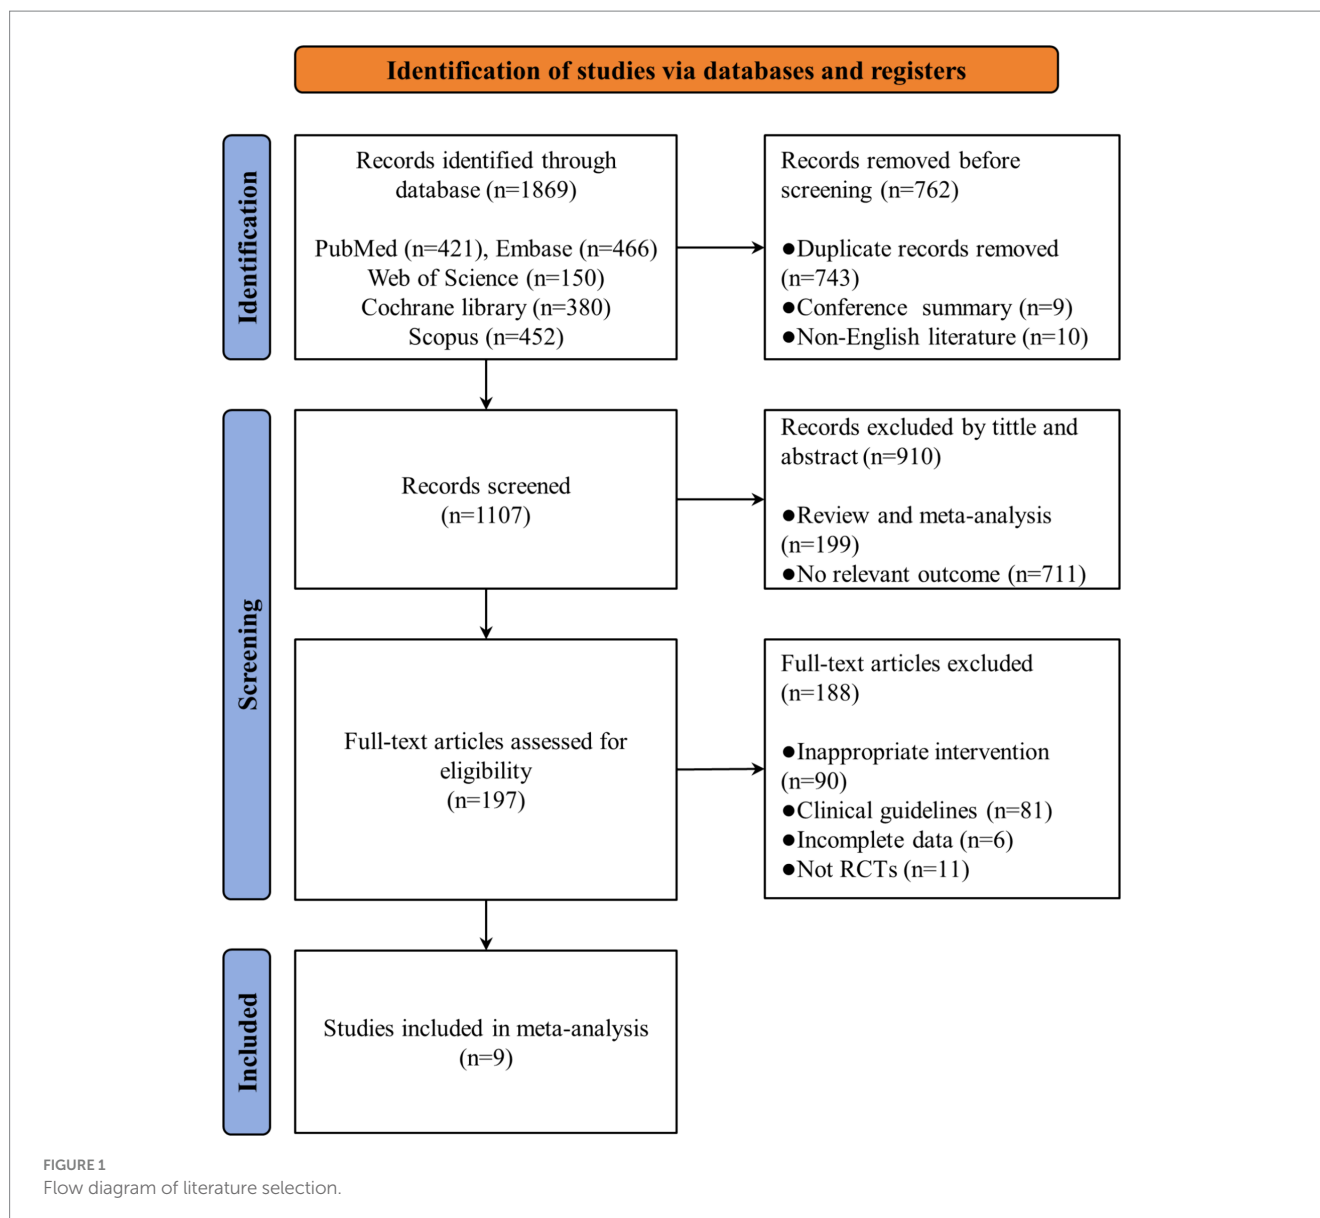 Identification of studies via databases and registers
Identification
Records identified through
database (n=1869)
PubMed (n=421), Embase (n=466)
Web of Science (n=150)
Cochrane library (n=380)
Scopus (n=452)
Records removed before
screening (n=762)
●Duplicate records removed
(n=743)
●Conference summary (n=9)
●Non-English literature (n=10)
Screening
Records screened
(n=1107)
Records excluded by tittle and
abstract (n=910)
●Review and meta-analysis
(n=199)
●No relevant outcome (n=711)
Full-text articles assessed for
eligibility
(n=197)
Full-text articles excluded
(n=188)
●Inappropriate intervention
(n=90)
●Clinical guidelines (n=81)
●Incomplete data (n=6)
●Not RCTs (n=11)
Included
Studies included in meta-analysis
(n=9)
FIGURE 1
Flow diagram of literature selection.